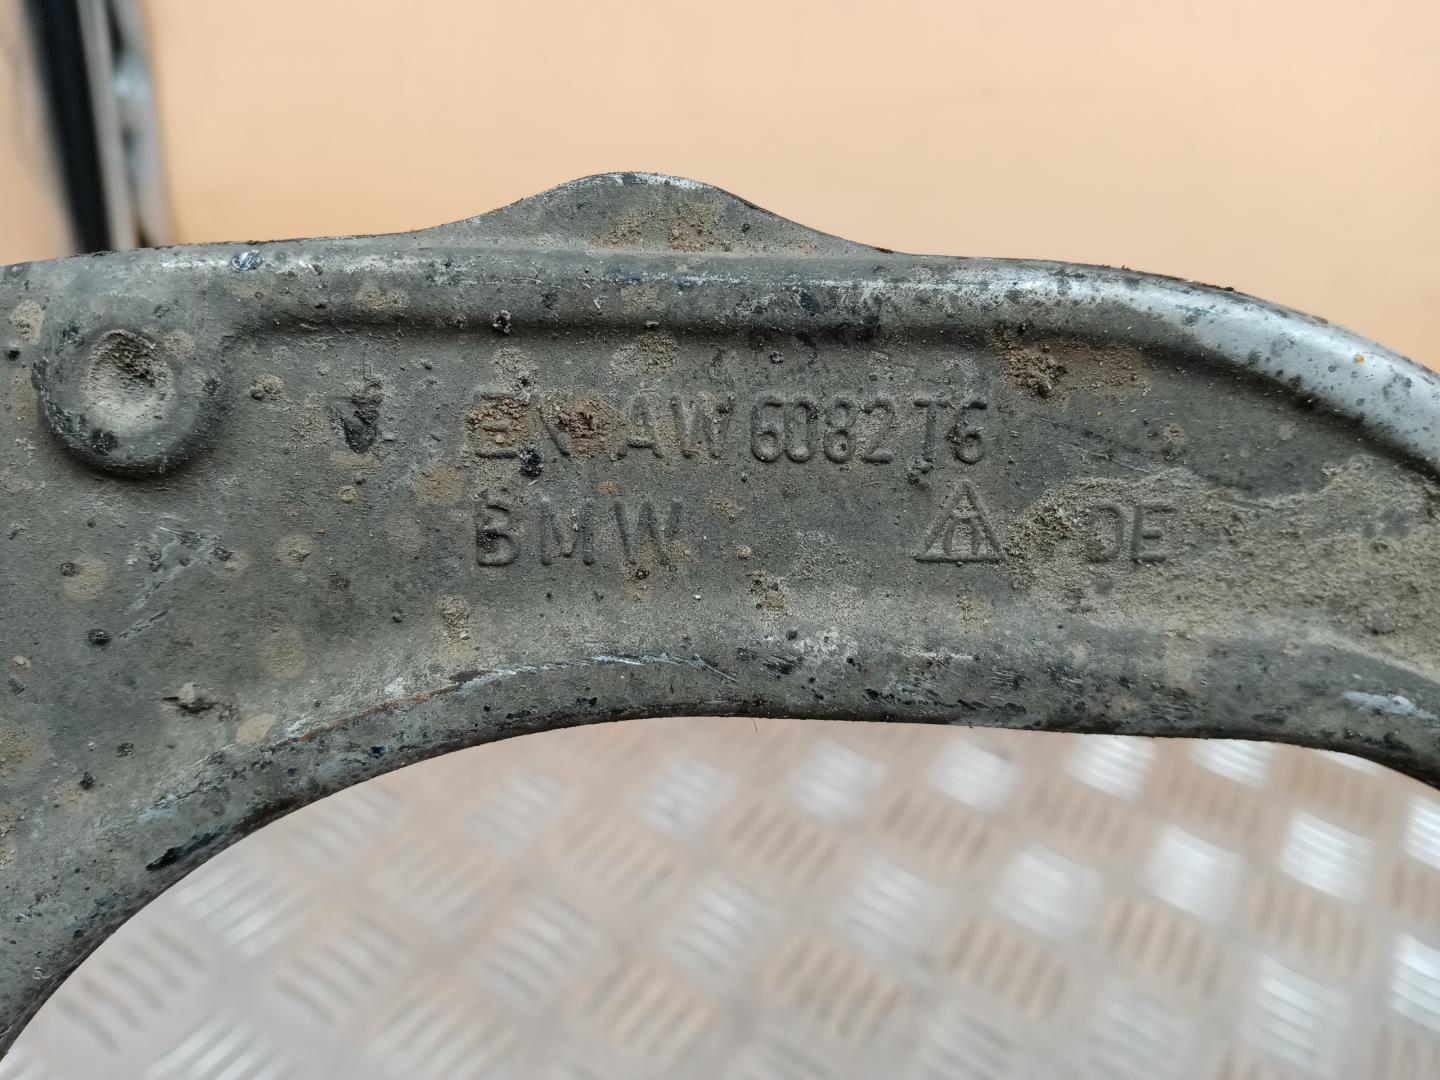 EN AW 6082 T6
BMW DE